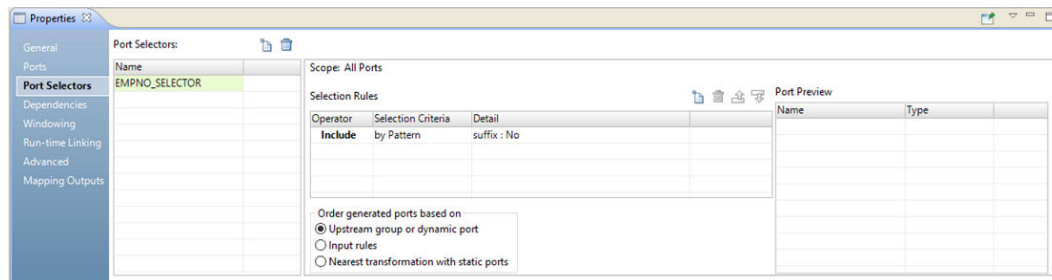 Properties
General
Ports
Port Selectors
Dependencies
Windowing
Run-time Linking
Advanced
Mapping Outputs
Port Selectors:
Name
EMPNO_SELECTOR
Scope: All Ports
Selection Rules
Operator Selection Criteria Detail
Include by Pattern suffix : No
Order generated ports based on
Upstream group or dynamic port
Input rules
Nearest transformation with static ports
Port Preview
Name Type